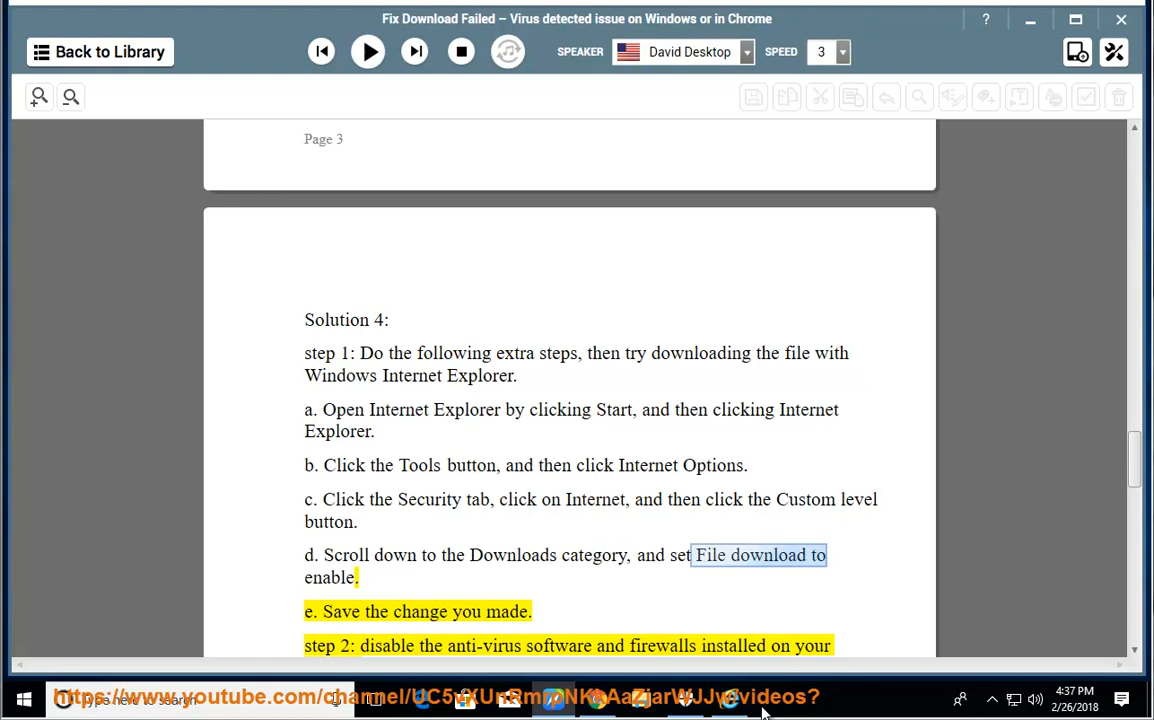 Fix Download Failed – Virus detected issue on Windows or in Chrome
?
Back to Library
SPEAKER
David Desktop
SPEED
3
Page 3
Solution 4:
step 1: Do the following extra steps, then try downloading the file with
Windows Internet Explorer.
a. Open Internet Explorer by clicking Start, and then clicking Internet
Explorer.
b. Click the Tools button, and then click Internet Options.
c. Click the Security tab, click on Internet, and then click the Custom level
button.
d. Scroll down to the Downloads category, and set File download to
enable.
e. Save the change you made.
step 2: disable the anti-virus software and firewalls installed on your
Type here to search
4:37 PM
2/26/2018